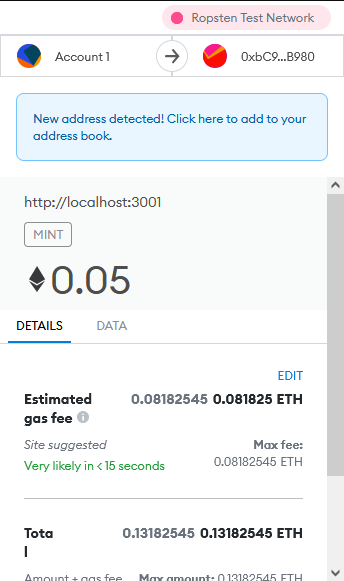 Ropsten Test Network
Account 1
0xbC9...B980
New address detected! Click here to add to your
address book.
http://localhost:3001
MINT
0.05
DETAILS
DATA
EDIT
Estimated 0.08182545 0.081825 ETH
gas fee
Site suggested Max fee:
Very likely in < 15 seconds 0.08182545 ETH
Tota 0.13182545 0.13182545 ETH
l
Amount + gas fee Max amount: 0.13182545 ETH